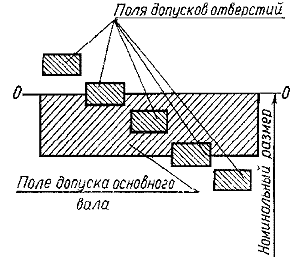 Поля допусков отверстий
0 0
Поле допуска основного
вала
Номинальный размер